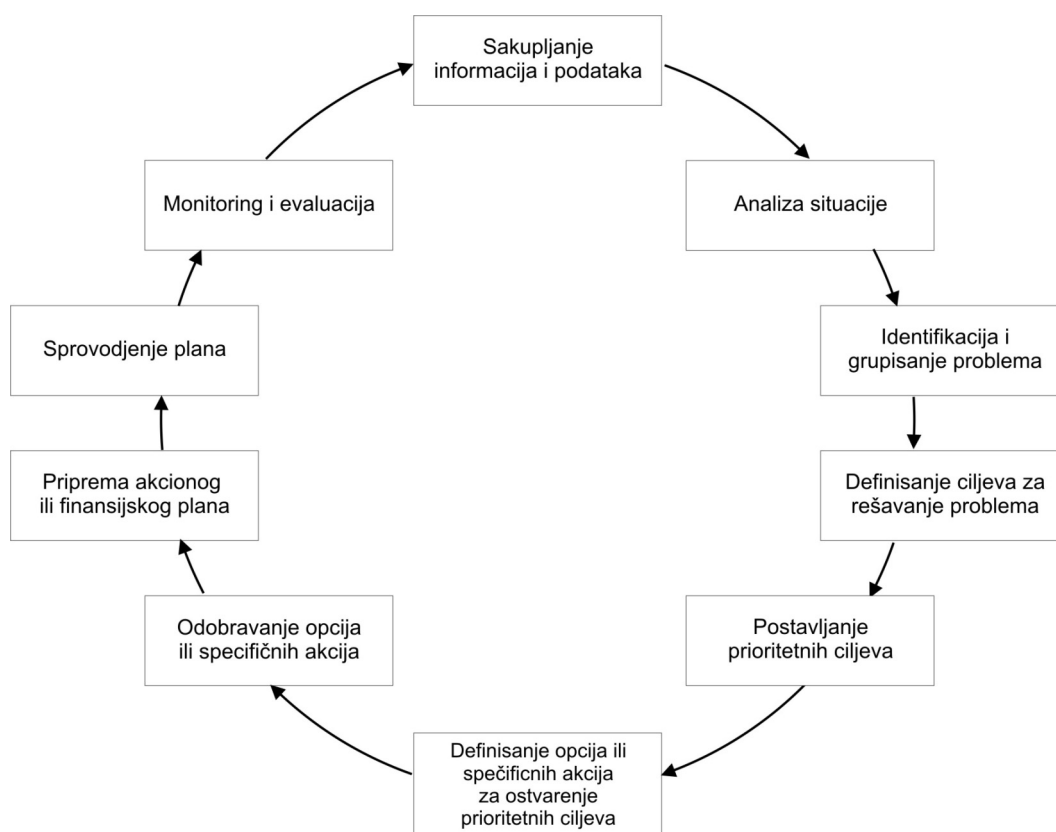 Sakupljanje
informacija i podataka
Analiza situacije
Identifikacija i
grupisanje problema
Definisanje ciljeva za
rešavanje problema
Postavljanje
prioritetnih ciljeva
Definisanje opcija ili
spečificnih akcija
za ostvarenje
prioritetnih ciljeva
Odobravanje opcija
ili specifičnih akcija
Priprema akcionog
ili finansijskog plana
Sprovodjenje plana
Monitoring i evaluacija